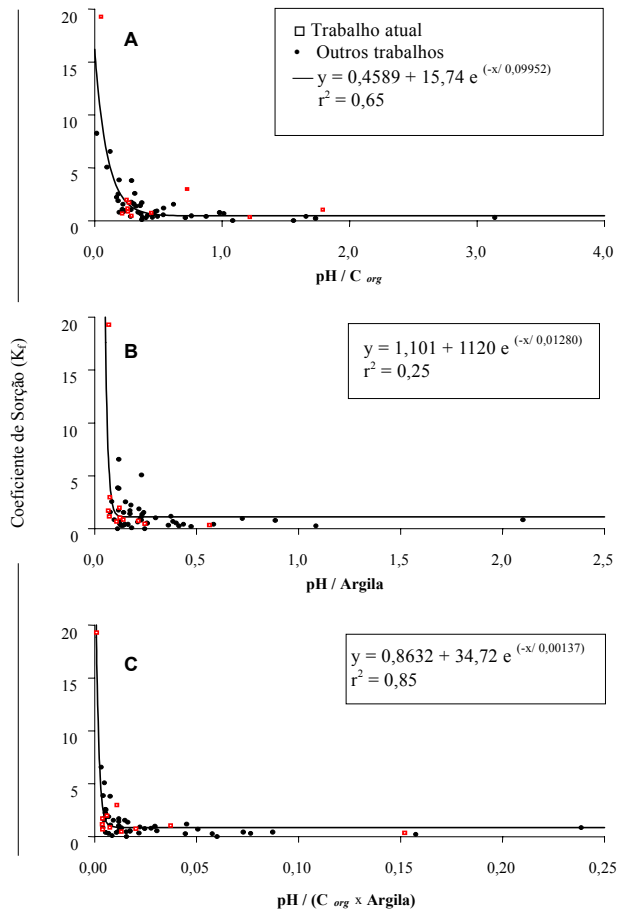 Coeficiente de Sorção (Kf)
A
Trabalho atual
Outros trabalhos
y = 0,4589 + 15,74 e (-x/ 0,09952)
r² = 0,65
20
15
10
5
0
0,0 1,0 2,0 3,0 4,0
pH / C org
B
y = 1,101 + 1120 e (-x/ 0,01280)
r² = 0,25
20
15
10
5
0
0,0 0,5 1,0 1,5 2,0 2,5
pH / Argila
C
y = 0,8632 + 34,72 e (-x/ 0,00137)
r² = 0,85
20
15
10
5
0
0,00 0,05 0,10 0,15 0,20 0,25
pH / (C org x Argila)